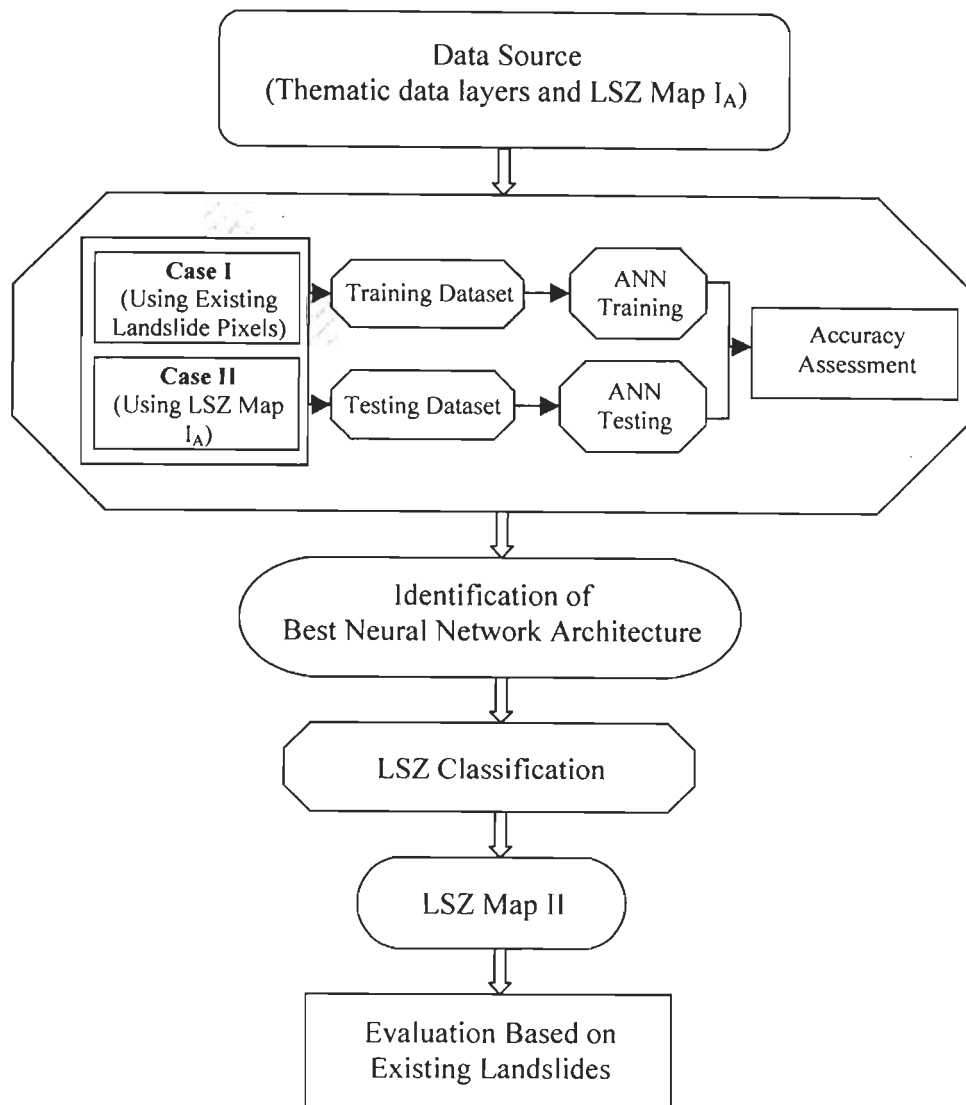 Data Source
(Thematic data layers and LSZ Map I_A)
Case I
(Using Existing
Landslide Pixels)
Training Dataset
ANN
Training
Accuracy
Assessment
Case II
(Using LSZ Map
I_A)
Testing Dataset
ANN
Testing
Identification of
Best Neural Network Architecture
LSZ Classification
LSZ Map II
Evaluation Based on
Existing Landslides